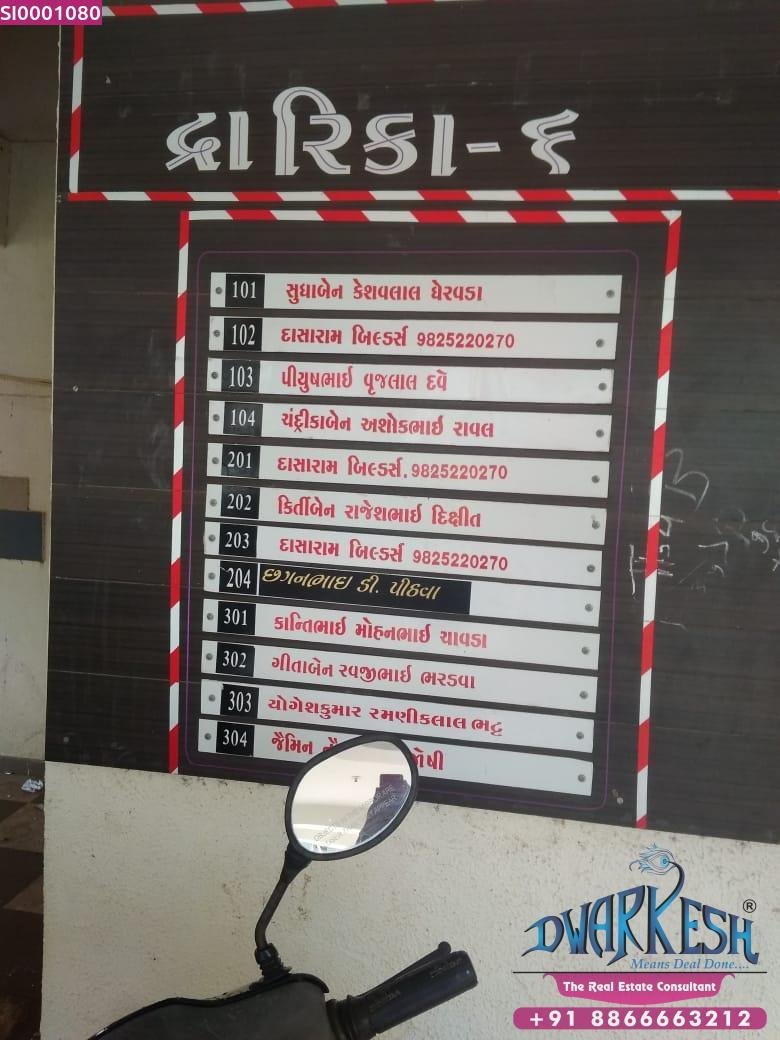 SI0001080
દ્વારિકા-૬
101 સુધાબેન કેશવલાલ ઘેરવડા
102 દાસારામ બિલ્ડર્સ 9825220270
103 પીયુષભાઈ વૃજલાલ દવે
104 ચંદ્રીકાબેન અશોકભાઈ રાવલ
201 દાસારામ બિલ્ડર્સ. 9825220270
202 કિર્તીબેન રાજેશભાઈ દિક્ષીત
203 દાસારામ બિલ્ડર્સ 9825220270
204 છગનભાઇ ડી. પીઠવા
301 કાન્તિભાઈ મોહનભાઈ ચાવડા
302 ગીતાબેન રવજીભાઈ ભરડવા
303 યોગેશકુમાર રમણીકલાલ ભટ્ટ
304 જૈમિન
DWARKESH®
Means Deal Done....
The Real Estate Consultant
+91 8866663212